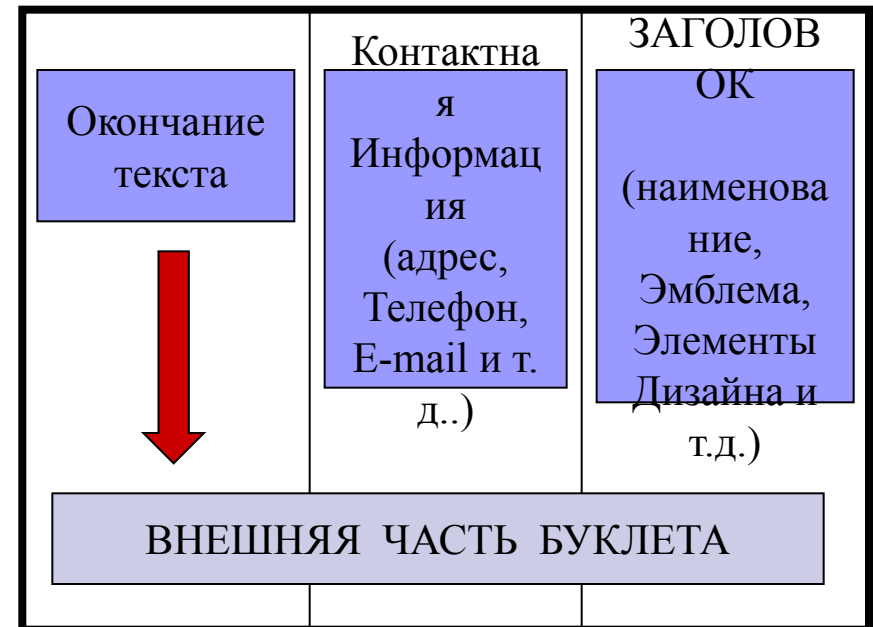 Окончание
текста
Контактна
я
Информац
ия
(адрес,
Телефон,
E-mail и т.
д..)
ЗАГОЛОВ
ОК
(наименова
ние,
Эмблема,
Элементы
Дизайна и
т.д.)
ВНЕШНЯЯ ЧАСТЬ БУКЛЕТА